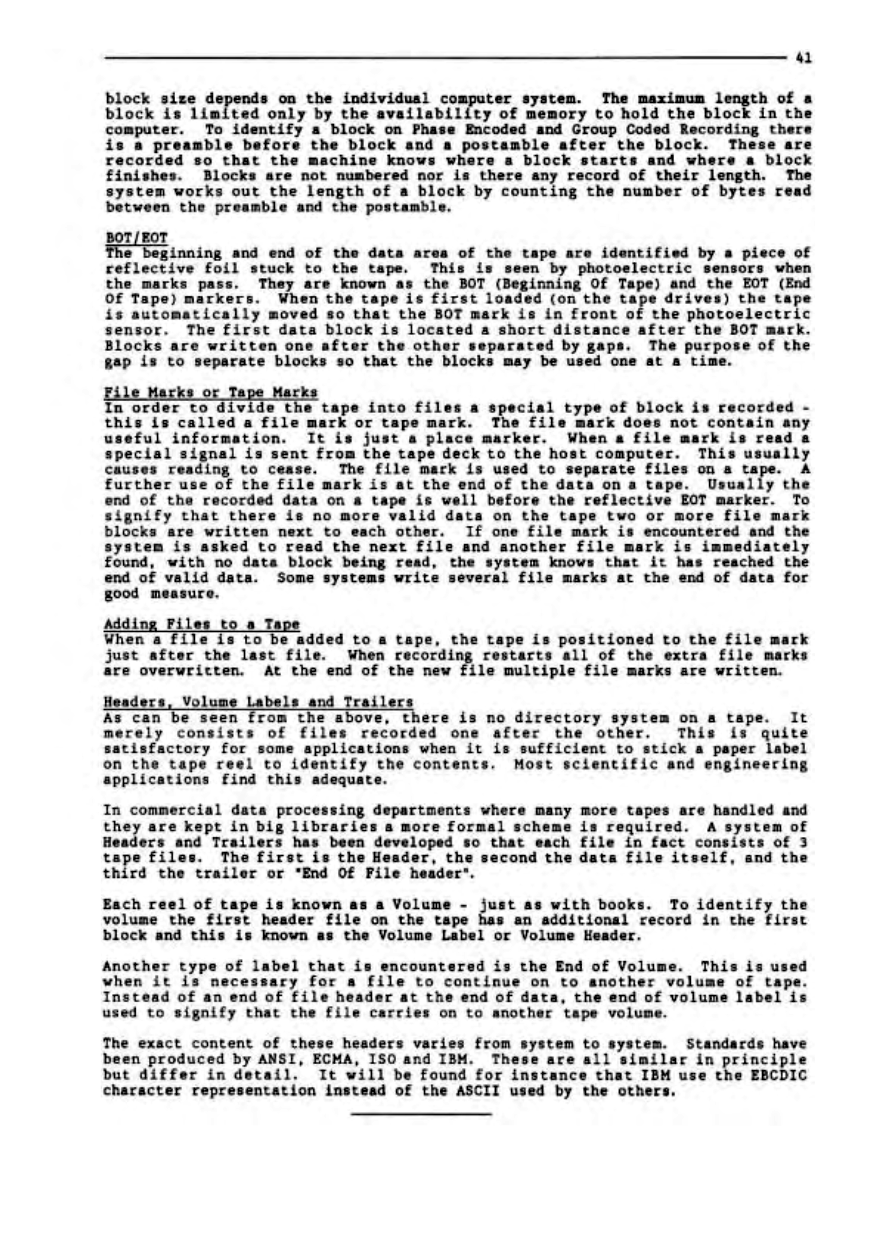 41
block size depends on the individual computer system. The maximum length of a
block is limited only by the availability of memory to hold the block in the
computer. To identify a block on Phase Encoded and Group Coded Recording there
is a preamble before the block and a postamble after the block. These are
recorded so that the machine knows where a block starts and where a block
finishes. Blocks are not numbered nor is there any record of their length. The
system works out the length of a block by counting the number of bytes read
between the preamble and the postamble.
BOT/EOT
The beginning and end of the data area of the tape are identified by a piece of
reflective foil stuck to the tape. This is seen by photoelectric sensors when
the marks pass. They are known as the BOT (Beginning Of Tape) and the EOT (End
Of Tape) markers. When the tape is first loaded (on the tape drives) the tape
is automatically moved so that the BOT mark is in front of the photoelectric
sensor. The first data block is located a short distance after the BOT mark.
Blocks are written one after the other separated by gaps. The purpose of the
gap is to separate blocks so that the blocks may be used one at a time.
File Marks or Tape Marks
In order to divide the tape into files a special type of block is recorded -
this is called a file mark or tape mark. The file mark does not contain any
useful information. It is just a place marker. When a file mark is read a
special signal is sent from the tape deck to the host computer. This usually
causes reading to cease. The file mark is used to separate files on a tape. A
further use of the file mark is at the end of the data on a tape. Usually the
end of the recorded data on a tape is well before the reflective EOT marker. To
signify that there is no more valid data on the tape two or more file mark
blocks are written next to each other. If one file mark is encountered and the
system is asked to read the next file and another file mark is immediately
found, with no data block being read, the system knows that it has reached the
end of valid data. Some systems write several file marks at the end of data for
good measure.
Adding Files to a Tape
When a file is to be added to a tape, the tape is positioned to the file mark
just after the last file. When recording restarts all of the extra file marks
are overwritten. At the end of the new file multiple file marks are written.
Headers, Volume Labels and Trailers
As can be seen from the above, there is no directory system on a tape. It
merely consists of files recorded one after the other. This is quite
satisfactory for some applications when it is sufficient to stick a paper label
on the tape reel to identify the contents. Most scientific and engineering
applications find this adequate.
In commercial data processing departments where many more tapes are handled and
they are kept in big libraries a more formal scheme is required. A system of
Headers and Trailers has been developed so that each file in fact consists of 3
tape files. The first is the Header, the second the data file itself, and the
third the trailer or "End Of File header".
Each reel of tape is known as a Volume - just as with books. To identify the
volume the first header file on the tape has an additional record in the first
block and this is known as the Volume Label or Volume Header.
Another type of label that is encountered is the End of Volume. This is used
when it is necessary for a file to continue on to another volume of tape.
Instead of an end of file header at the end of data, the end of volume label is
used to signify that the file carries on to another tape volume.
The exact content of these headers varies from system to system. Standards have
been produced by ANSI, ECMA, ISO and IBM. These are all similar in principle
but differ in detail. It will be found for instance that IBM use the EBCDIC
character representation instead of the ASCII used by the others.